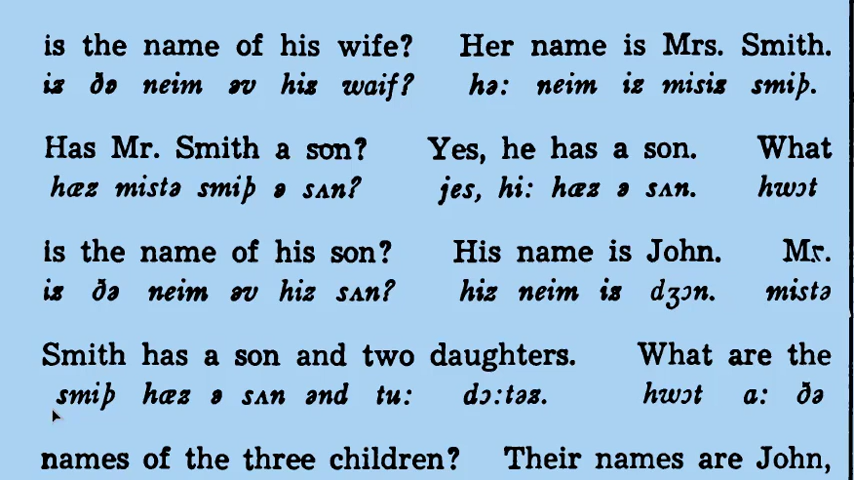 is the name of his wife? Her name is Mrs. Smith.
iz ðə neim əv hiz waif? hə: neim iz misiz smiþ.
Has Mr. Smith a son? Yes, he has a son. What
hæz mistə smiþ ə sʌn? jes, hi: hæz ə sʌn. hwɔt
is the name of his son? His name is John. Mr.
iz ðə neim əv hiz sʌn? hiz neim iz dʒɔn. mistə
Smith has a son and two daughters. What are the
smiþ hæz ə sʌn ənd tu: dɔ:təz. hwɔt a: ðə
names of the three children? Their names are John,